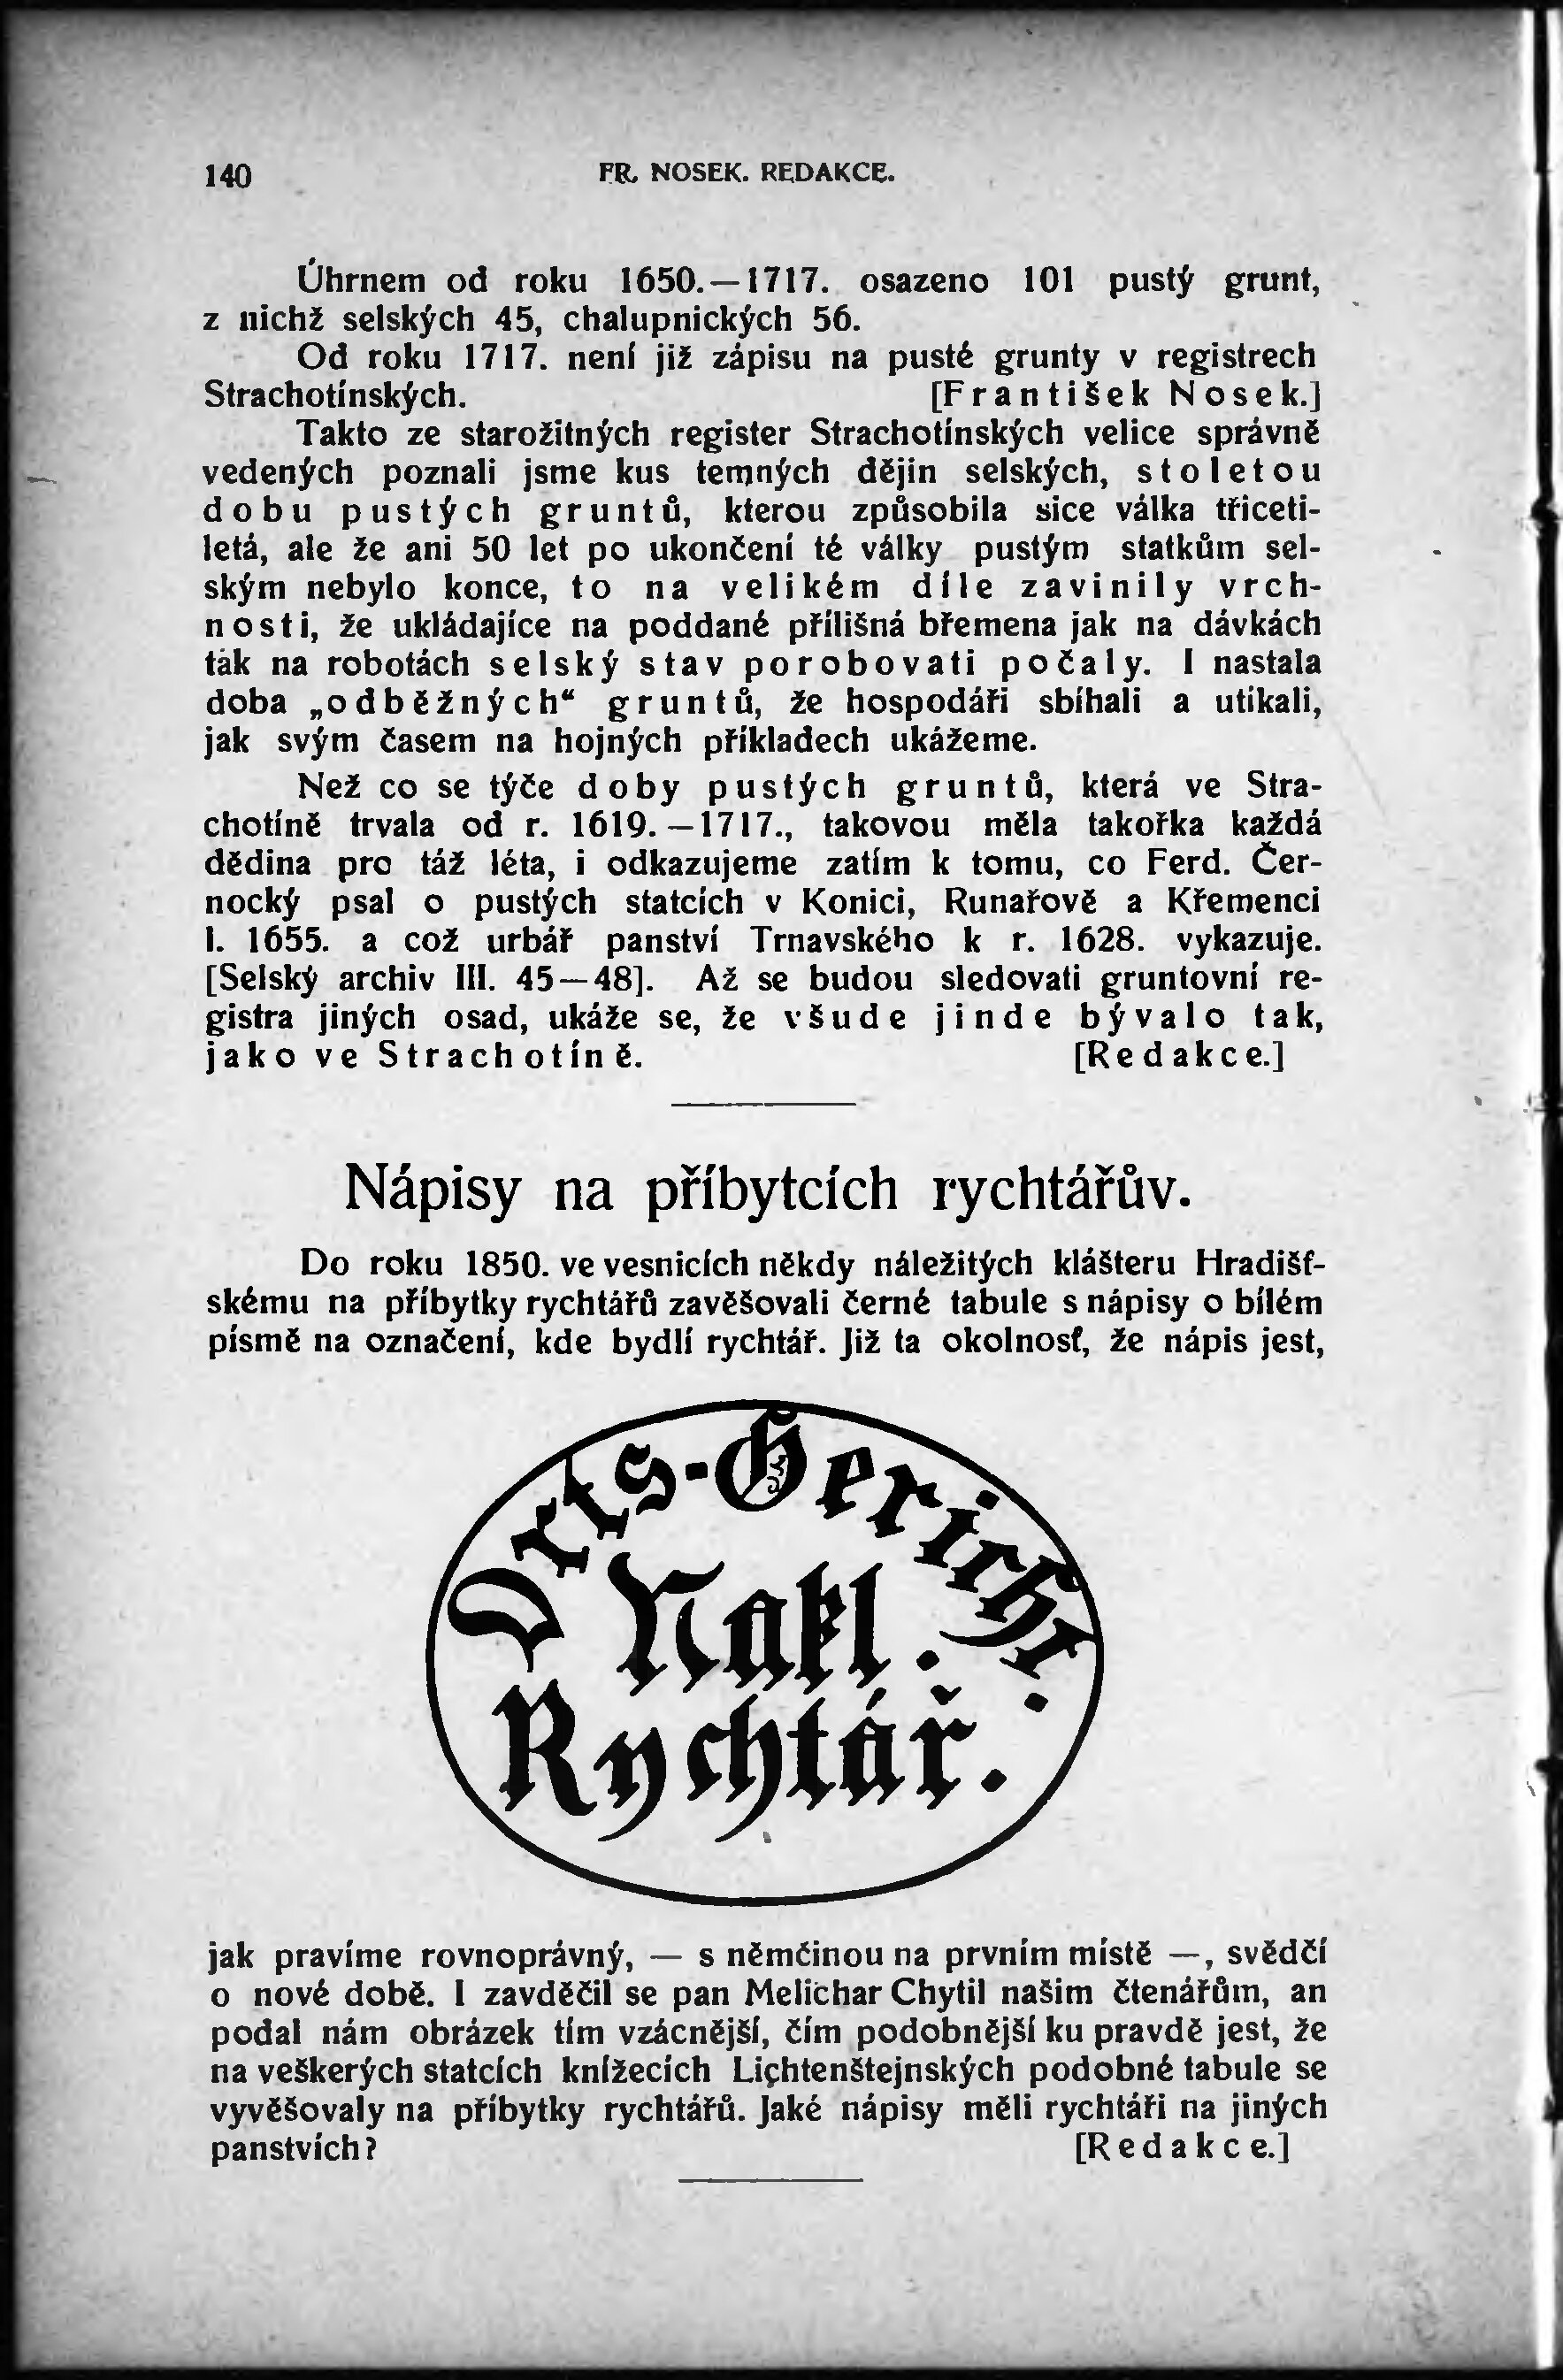 140
FR. NOSEK. REDAKCE.
Úhrnem od roku 1650.—1717. osazeno 101 pustý grunt,
z nichž selských 45, chalupnických 56.
Od roku 1717. není již zápisu na pusté grunty v registrech
Strachotínských. [František Nosek.]
Takto ze starožitných register Strachotínských velice správně
vedených poznali jsme kus temných dějin selských, stoletou
dobu pustých gruntů, kterou způsobila sice válka třiceti-
letá, ale že ani 50 let po ukončení té války pustým statkům sel-
ským nebylo konce, to na velikém díle zavinily vrch-
nosti, že ukládajíce na poddané přílišná břemena jak na dávkách
tak na robotách selský stav porobovati počaly. I nastala
doba „odběžných“ gruntů, že hospodáři sbíhali a utíkali,
jak svým časem na hojných příkladech ukážeme.
Než co se týče doby pustých gruntů, která ve Stra-
chotíně trvala od r. 1619.—1717., takovou měla takořka každá
dědina pro táž léta, i odkazujeme zatím k tomu, co Ferd. Čer-
nocký psal o pustých statcích v Konici, Runařově a Křemenci
l. 1655. a což urbář panství Trnavského k r. 1628. vykazuje.
[Selský archiv III. 45—48]. Až se budou sledovati gruntovní re-
gistra jiných osad, ukáže se, že všude jinde bývalo tak,
jako ve Strachotíně. [Redakce.]
Nápisy na příbytcích rychtářův.
Do roku 1850. ve vesnicích někdy náležitých klášteru Hradišť-
skému na příbytky rychtářů zavěšovali černé tabule s nápisy o bílém
písmě na označení, kde bydlí rychtář. Již ta okolnosť, že nápis jest,
Orts-Gericht.
Nakl.
Rychtář.
jak pravíme rovnoprávný, — s němčinou na prvním místě —, svědčí
o nové době. I zavděčil se pan Melichar Chytil našim čtenářům, an
podal nám obrázek tím vzácnější, čím podobnější ku pravdě jest, že
na veškerých statcích knížecích Lichtenštejnských podobné tabule se
vyvěšovaly na příbytky rychtářů. Jaké nápisy měli rychtáři na jiných
panstvích? [Redakce.]